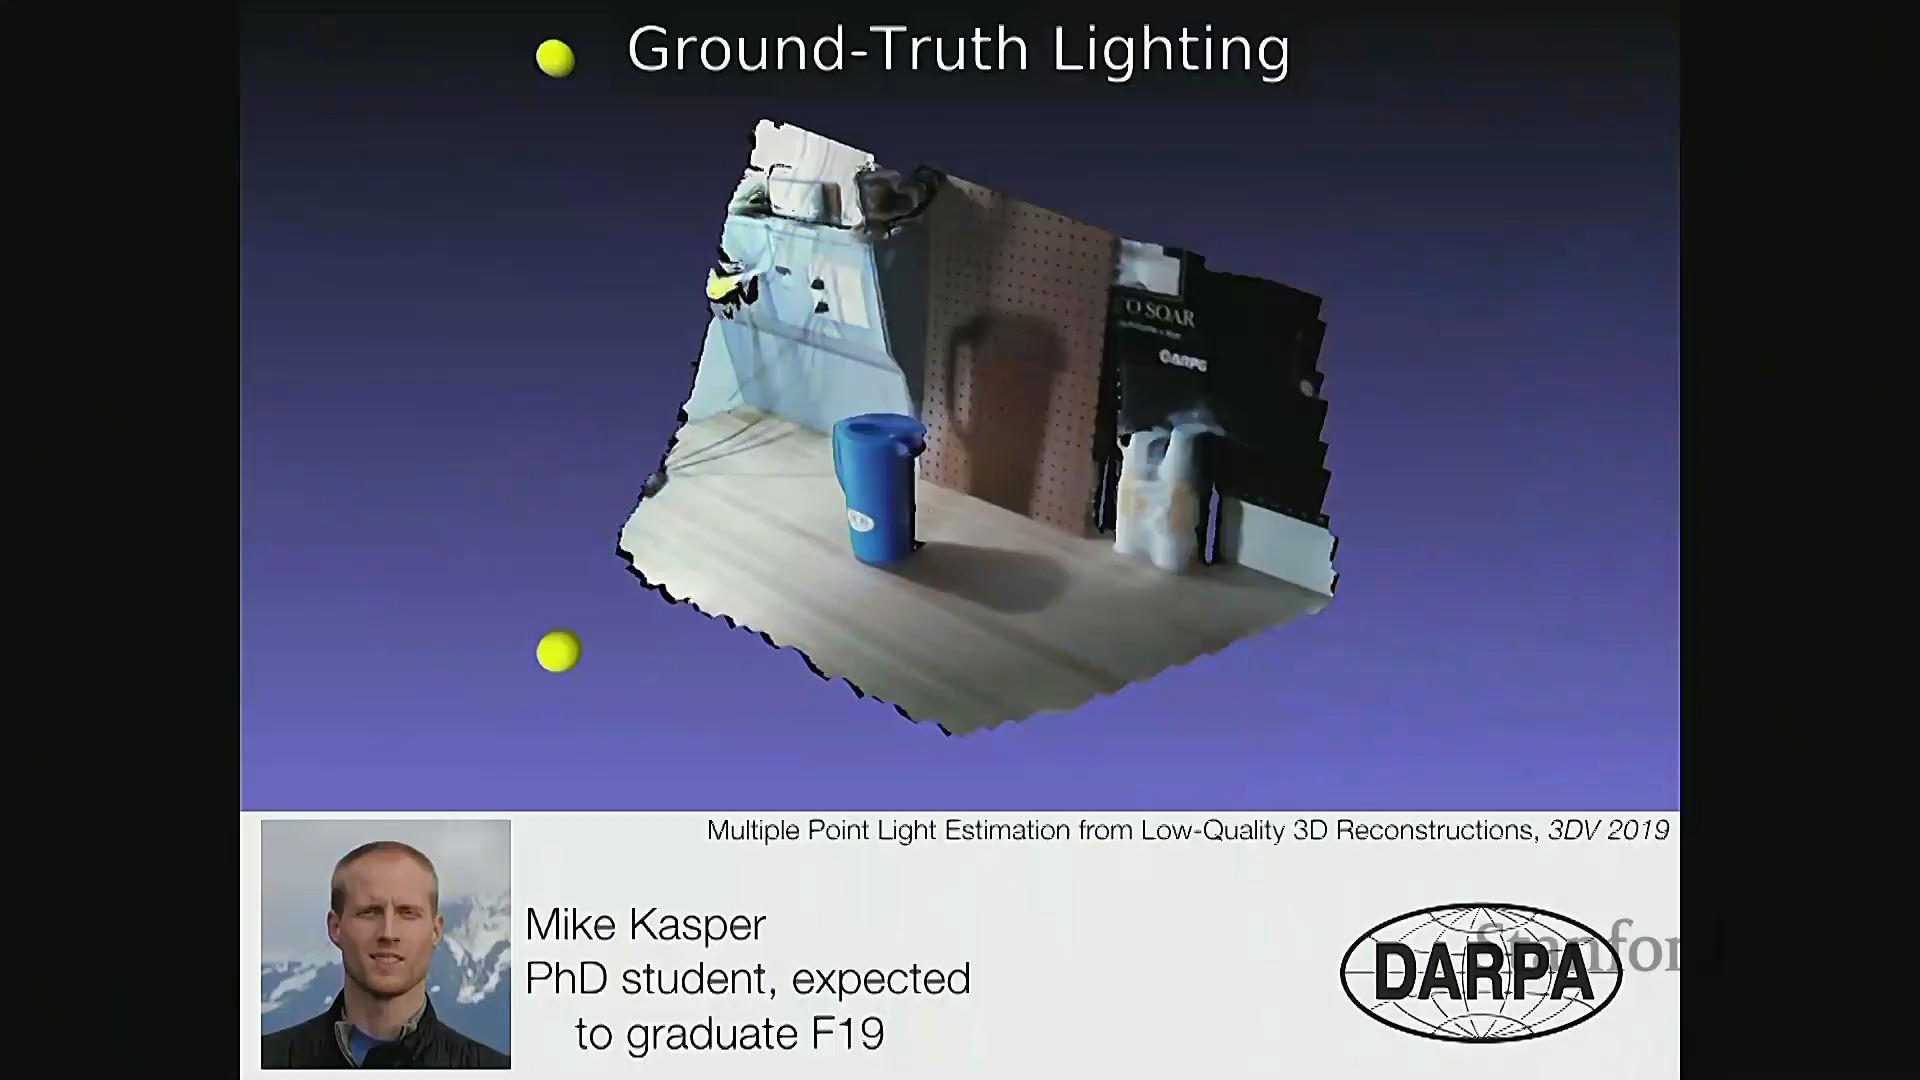 Ground-Truth Lighting
O SOAR
DARPA
Multiple Point Light Estimation from Low-Quality 3D Reconstructions, 3DV 2019
Mike Kasper
PhD student, expected
to graduate F19
DARPA
Stanford